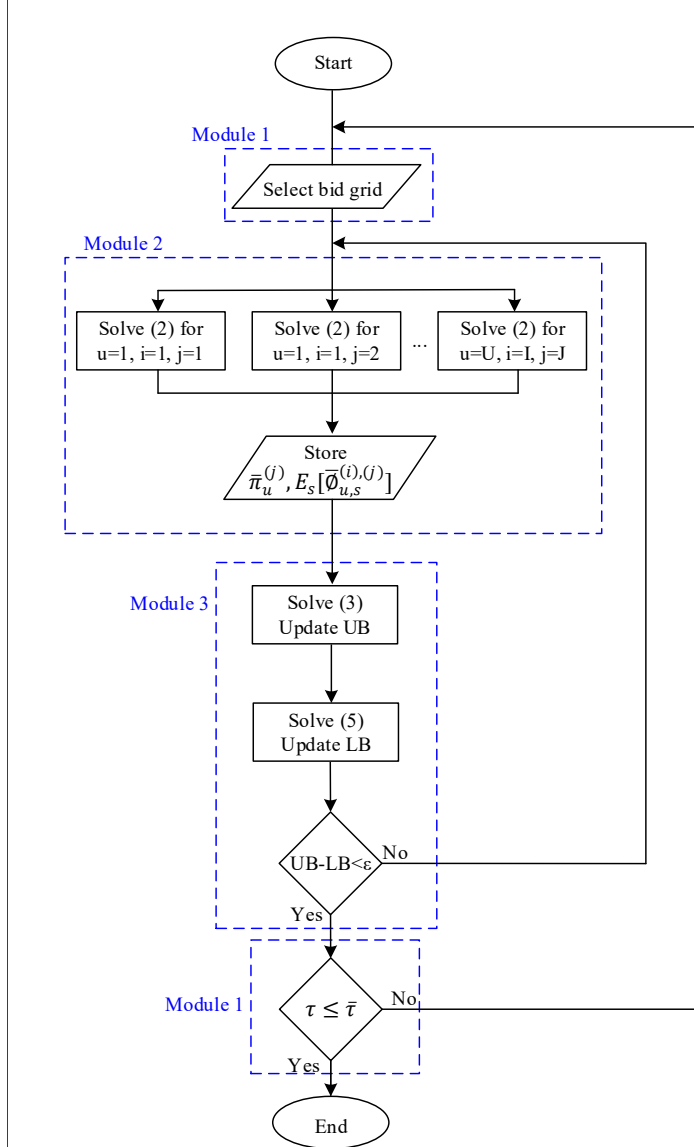 Start
Module 1
Select bid grid
Module 2
Solve (2) for
u=1, i=1, j=1
Solve (2) for
u=1, i=1, j=2
...
Solve (2) for
u=U, i=I, j=J
Store
π̄_u^(j), E_s[∅̄_{u,s}^{(i),(j)}]
Module 3
Solve (3)
Update UB
Solve (5)
Update LB
UB-LB<ε
No
Yes
Module 1
τ ≤ τ̄
No
Yes
End